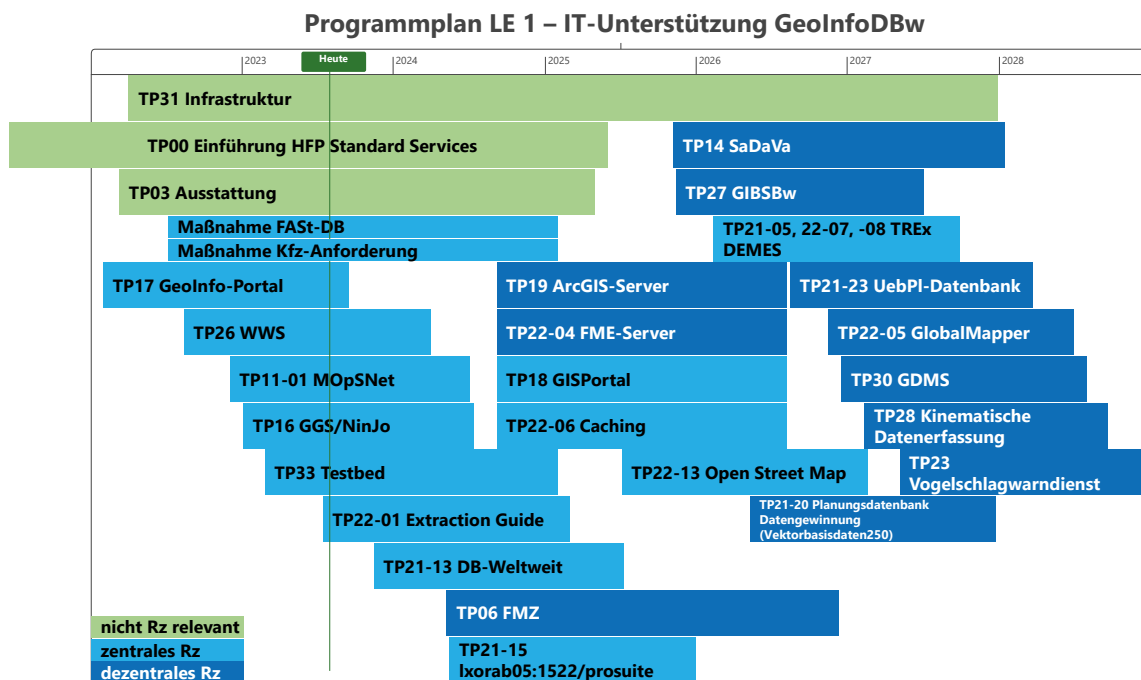 Programmplan LE 1 – IT-Unterstützung GeoInfoDBw
2023
Heute
2024
2025
2026
2027
2028
TP31 Infrastruktur
TP00 Einführung HFP Standard Services
TP14 SaDaVa
TP03 Ausstattung
TP27 GIBSBw
Maßnahme FASt-DB
Maßnahme Kfz-Anforderung
TP21-05, 22-07, -08 TREx
DEMES
TP17 GeoInfo-Portal
TP19 ArcGIS-Server
TP21-23 UebPI-Datenbank
TP26 WWS
TP22-04 FME-Server
TP22-05 GlobalMapper
TP11-01 MOpSNet
TP18 GISPortal
TP30 GDMS
TP16 GGS/NinJo
TP22-06 Caching
TP28 Kinematische
Datenerfassung
TP33 Testbed
TP22-13 Open Street Map
TP23
Vogelschlagwarndienst
TP22-01 Extraction Guide
TP21-20 Planungsdatenbank
Datengewinnung
(Vektorbasisdaten250)
TP21-13 DB-Weltweit
TP06 FMZ
TP21-15
lxorab05:1522/prosuite
nicht Rz relevant
zentrales Rz
dezentrales Rz